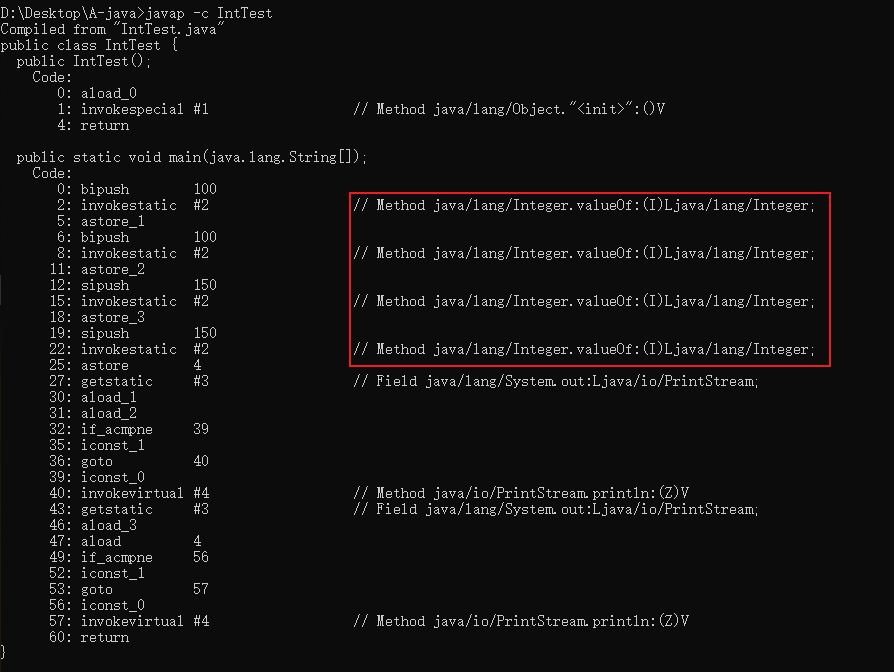 D:\Desktop\A-java>javap -c IntTest
Compiled from "IntTest.java"
public class IntTest {
  public IntTest();
    Code:
       0: aload_0
       1: invokespecial #1                  // Method java/lang/Object."<init>":()V
       4: return

  public static void main(java.lang.String[]);
    Code:
       0: bipush        100
       2: invokestatic  #2                  // Method java/lang/Integer.valueOf:(I)Ljava/lang/Integer;
       5: astore_1
       6: bipush        100
       8: invokestatic  #2                  // Method java/lang/Integer.valueOf:(I)Ljava/lang/Integer;
      11: astore_2
      12: sipush        150
      15: invokestatic  #2                  // Method java/lang/Integer.valueOf:(I)Ljava/lang/Integer;
      18: astore_3
      19: sipush        150
      22: invokestatic  #2                  // Method java/lang/Integer.valueOf:(I)Ljava/lang/Integer;
      25: astore        4
      27: getstatic     #3                  // Field java/lang/System.out:Ljava/io/PrintStream;
      30: aload_1
      31: aload_2
      32: if_acmpne     39
      35: iconst_1
      36: goto          40
      39: iconst_0
      40: invokevirtual #4                  // Method java/io/PrintStream.println:(Z)V
      43: getstatic     #3                  // Field java/lang/System.out:Ljava/io/PrintStream;
      46: aload_3
      47: aload         4
      49: if_acmpne     56
      52: iconst_1
      53: goto          57
      56: iconst_0
      57: invokevirtual #4                  // Method java/io/PrintStream.println:(Z)V
      60: return
}